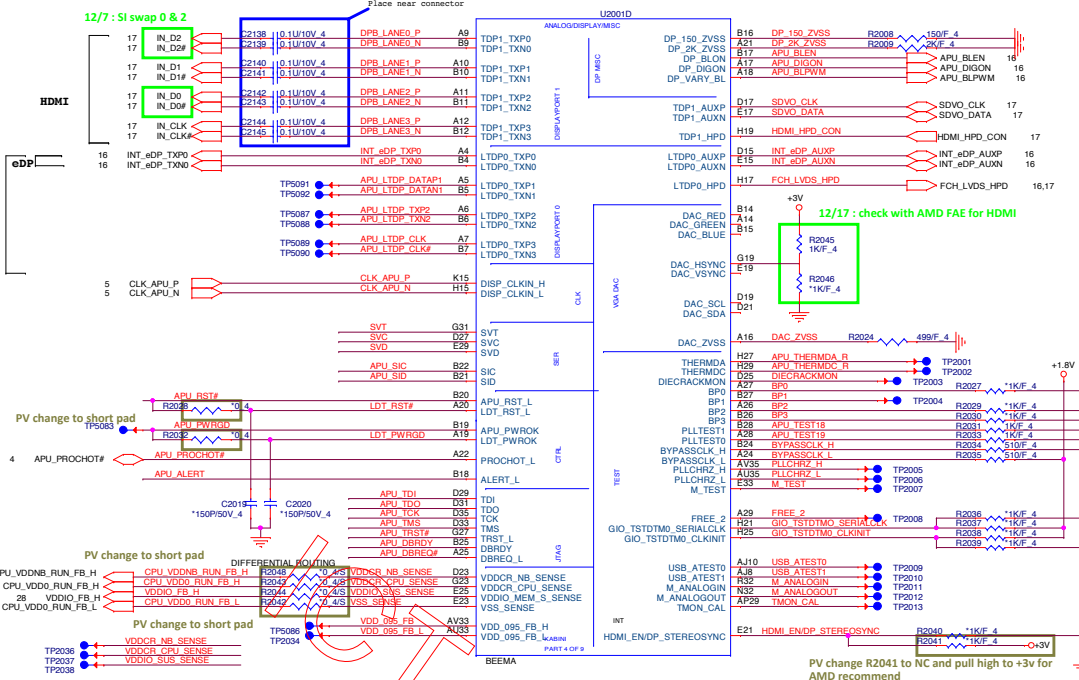 Place near connector
12/7 : SI swap 0 & 2
HDMI
eDP
17 IN_D2
17 IN_D2#
17 IN_D1
17 IN_D1#
17 IN_D0
17 IN_D0#
17 IN_CLK
17 IN_CLK#
16 INT_eDP_TXP0
16 INT_eDP_TXN0
C2138 0.1U/10V_4 DPB_LANE0_P A9
C2139 0.1U/10V_4 DPB_LANE0_N B9
C2140 0.1U/10V_4 DPB_LANE1_P A10
C2141 0.1U/10V_4 DPB_LANE1_N B10
C2142 0.1U/10V_4 DPB_LANE2_P A11
C2143 0.1U/10V_4 DPB_LANE2_N B11
C2144 0.1U/10V_4 DPB_LANE3_P A12
C2145 0.1U/10V_4 DPB_LANE3_N B12
INT_eDP_TXP0 A4
INT_eDP_TXN0 B4
TP5091 APU_LTDP_DATAP1 A5
TP5092 APU_LTDP_DATAN1 B5
TP5087 APU_LTDP_TXP2 A6
TP5088 APU_LTDP_TXN2 B6
TP5089 APU_LTDP_CLK A7
TP5090 APU_LTDP_CLK# B7
5 CLK_APU_P CLK_APU_P K15
5 CLK_APU_N CLK_APU_N H15
SVT G31
SVC D27
SVD E29
APU_SIC B22
APU_SID B21
APU_RST# B20
R2028 *0_4 LDT_RST# A20
PV change to short pad
TP5083 APU_PWRGD B19
R2032 *0_4 LDT_PWRGD A19
4 APU_PROCHOT# APU_PROCHOT# A22
APU_ALERT B18
C2019 *150P/50V_4
C2020 *150P/50V_4
APU_TDI D29
APU_TDO D31
APU_TCK D35
APU_TMS D33
APU_TRST# G27
APU_DBRDY B25
APU_DBREQ# A25
PV change to short pad
DIFFERENTIAL ROUTING
PU_VDDNB_RUN_FB_H CPU_VDDNB_RUN_FB_H R2048 *0_4/S VDDCR_NB_SENSE D23
CPU_VDD0_RUN_FB_H CPU_VDD0_RUN_FB_H R2043 *0_4/S VDDCR_CPU_SENSE G23
28 VDDIO_FB_H VDDIO_FB_H R2044 *0_4/S VDDIO_SUS_SENSE E25
CPU_VDD0_RUN_FB_L CPU_VDD0_RUN_FB_L R2042 *0_4/S VSS_SENSE E23
PV change to short pad
TP5086 VDD_095_FB AV33
TP2034 VDD_095_FB_L AU33
TP2036 VDDCR_NB_SENSE
TP2037 VDDCR_CPU_SENSE
TP2038 VDDIO_SUS_SENSE
U2001D
ANALOG/DISPLAY/MISC
TDP1_TXP0
TDP1_TXN0
TDP1_TXP1
TDP1_TXN1
TDP1_TXP2
TDP1_TXN2
TDP1_TXP3
TDP1_TXN3
LTDP0_TXP0
LTDP0_TXN0
LTDP0_TXP1
LTDP0_TXN1
LTDP0_TXP2
LTDP0_TXN2
LTDP0_TXP3
LTDP0_TXN3
DISP_CLKIN_H
DISP_CLKIN_L
SVT
SVC
SVD
SIC
SID
APU_RST_L
LDT_RST_L
APU_PWROK
LDT_PWROK
PROCHOT_L
ALERT_L
TDI
TDO
TCK
TMS
TRST_L
DBRDY
DBREQ_L
VDDCR_NB_SENSE
VDDCR_CPU_SENSE
VDDIO_MEM_S_SENSE
VSS_SENSE
VDD_095_FB_H
VDD_095_FB_L
DISPLAYPORT 1
DISPLAYPORT 0
DP MISC
CLK
VGA DAC
SER
CTRL
TEST
JTAG
INT
KABINI
PART 4 OF 9
BEEMA
DP_150_ZVSS B16 DP_150_ZVSS R2008 150/F_4
DP_2K_ZVSS A21 DP_2K_ZVSS R2009 2K/F_4
DP_BLON B17 APU_BLEN APU_BLEN 16
DP_DIGON A17 APU_DIGON APU_DIGON 16
DP_VARY_BL A18 APU_BLPWM APU_BLPWM 16
TDP1_AUXP D17 SDVO_CLK SDVO_CLK 17
TDP1_AUXN E17 SDVO_DATA SDVO_DATA 17
TDP1_HPD H19 HDMI_HPD_CON HDMI_HPD_CON 17
LTDP0_AUXP D15 INT_eDP_AUXP INT_eDP_AUXP 16
LTDP0_AUXN E15 INT_eDP_AUXN INT_eDP_AUXN 16
LTDP0_HPD H17 FCH_LVDS_HPD FCH_LVDS_HPD 16,17
DAC_RED B14
DAC_GREEN A14
DAC_BLUE B15
+3V
12/17 : check with AMD FAE for HDMI
R2045 1K/F_4
DAC_HSYNC G19
DAC_VSYNC E19
R2046 *1K/F_4
DAC_SCL D19
DAC_SDA D21
DAC_ZVSS A16 DAC_ZVSS R2024 499/F_4
THERMDA H27 APU_THERMDA_R TP2001
THERMDC H29 APU_THERMDC_R TP2002
DIECRACKMON D25 DIECRACKMON TP2003
+1.8V
BP0 A27 BP0 R2027 *1K/F_4
BP1 B27 BP1 TP2004
BP2 A26 BP2 R2029 *1K/F_4
BP3 B26 BP3 R2030 *1K/F_4
PLLTEST1 B28 APU_TEST18 R2031 1K/F_4
PLLTEST0 A28 APU_TEST19 R2033 1K/F_4
BYPASSCLK_H B24 BYPASSCLK_H R2034 510/F_4
BYPASSCLK_L A24 BYPASSCLK_L R2035 510/F_4
PLLCHRZ_H AV35 PLLCHRZ_H TP2005
PLLCHRZ_L AU35 PLLCHRZ_L TP2006
M_TEST E33 M_TEST TP2007
FREE_2 A29 FREE_2 TP2008 R2036 *1K/F_4
GIO_TSTDTM0_SERIALCLK H21 GIO_TSTDTM0_SERIALCLK R2037 *1K/F_4
GIO_TSTDTM0_CLKINIT H25 GIO_TSTDTM0_CLKINIT R2038 *1K/F_4
R2039 *1K/F_4
USB_ATEST0 AJ10 USB_ATEST0 TP2009
USB_ATEST1 AJ8 USB_ATEST1 TP2010
M_ANALOGIN R32 M_ANALOGIN TP2011
M_ANALOGOUT N32 M_ANALOGOUT TP2012
TMON_CAL AP29 TMON_CAL TP2013
HDMI_EN/DP_STEREOSYNC E21 HDMI_EN/DP_STEREOSYNC R2040 *1K/F_4
R2041 *1K/F_4 +3V
PV change R2041 to NC and pull high to +3v for
AMD recommend